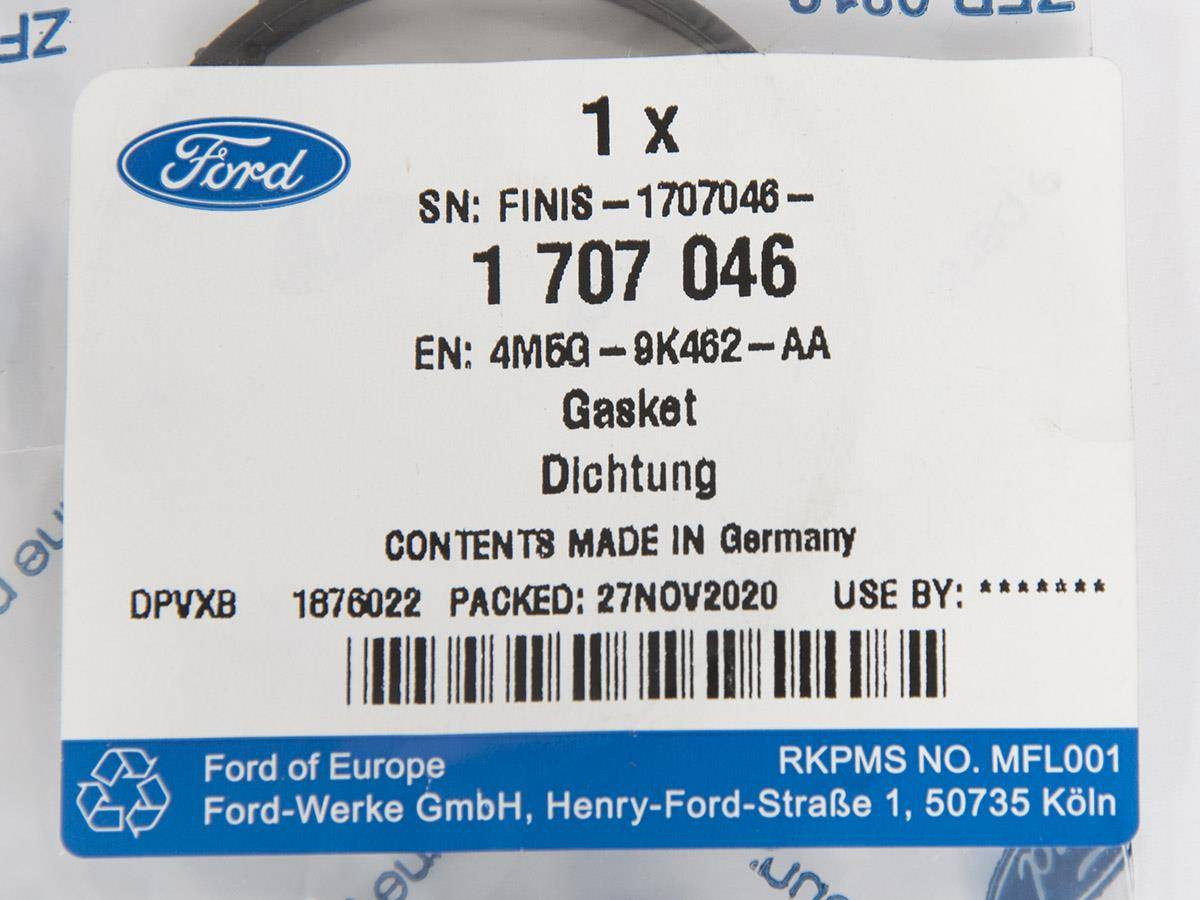 ZF
Ford
1 x
SN: FINIS-1707046-
1 707 046
EN: 4M5G-9K462-AA
Gasket
Dichtung
CONTENTS MADE IN Germany
DPVXB 1876022 PACKED: 27NOV2020 USE BY: *******
Ford of Europe RKPMS NO. MFL001
Ford-Werke GmbH, Henry-Ford-Straße 1, 50735 Köln